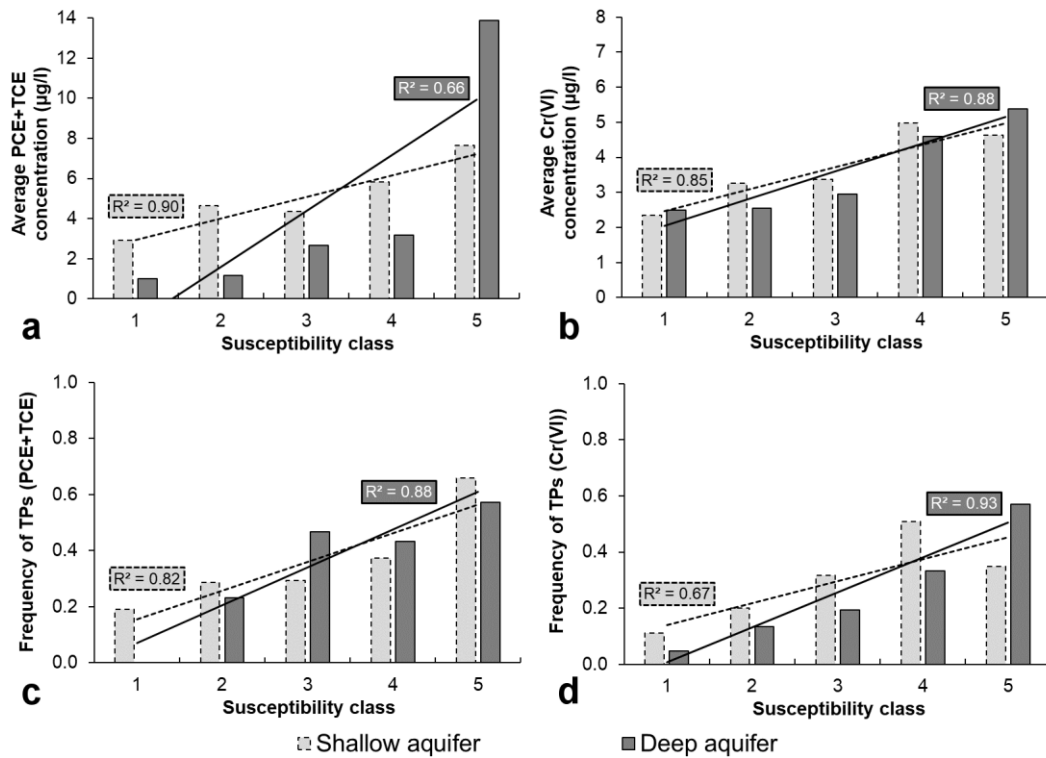 14
12
10
8
6
4
2
0
Average PCE+TCE
concentration (µg/l)
R² = 0.66
R² = 0.90
1 2 3 4 5
Susceptibility class
a
8
7
6
5
4
3
2
1
0
Average Cr(VI)
concentration (µg/l)
R² = 0.88
R² = 0.85
1 2 3 4 5
Susceptibility class
b
1.0
0.8
0.6
0.4
0.2
0.0
Frequency of TPs (PCE+TCE)
R² = 0.88
R² = 0.82
1 2 3 4 5
Susceptibility class
c
1.0
0.8
0.6
0.4
0.2
0.0
Frequency of TPs (Cr(VI))
R² = 0.93
R² = 0.67
1 2 3 4 5
Susceptibility class
d
Shallow aquifer
Deep aquifer